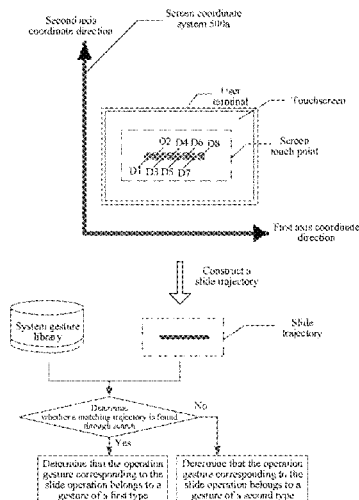 Second axis
coordinate direction
Screen coordinate
system 500a
User
terminal
Touchscreen
D2 D4 D6 D8
D1 D3 D5 D7
Screen
touch point
First axis coordinate
direction
Construct a
slide trajectory
System gesture
library
Slide
trajectory
Determine
whether a matching trajectory is found
through search
Yes
No
Determine that the operation
gesture corresponding to the
slide operation belongs to a
gesture of a first type
Determine that the operation
gesture corresponding to the
slide operation belongs to a
gesture of a second type